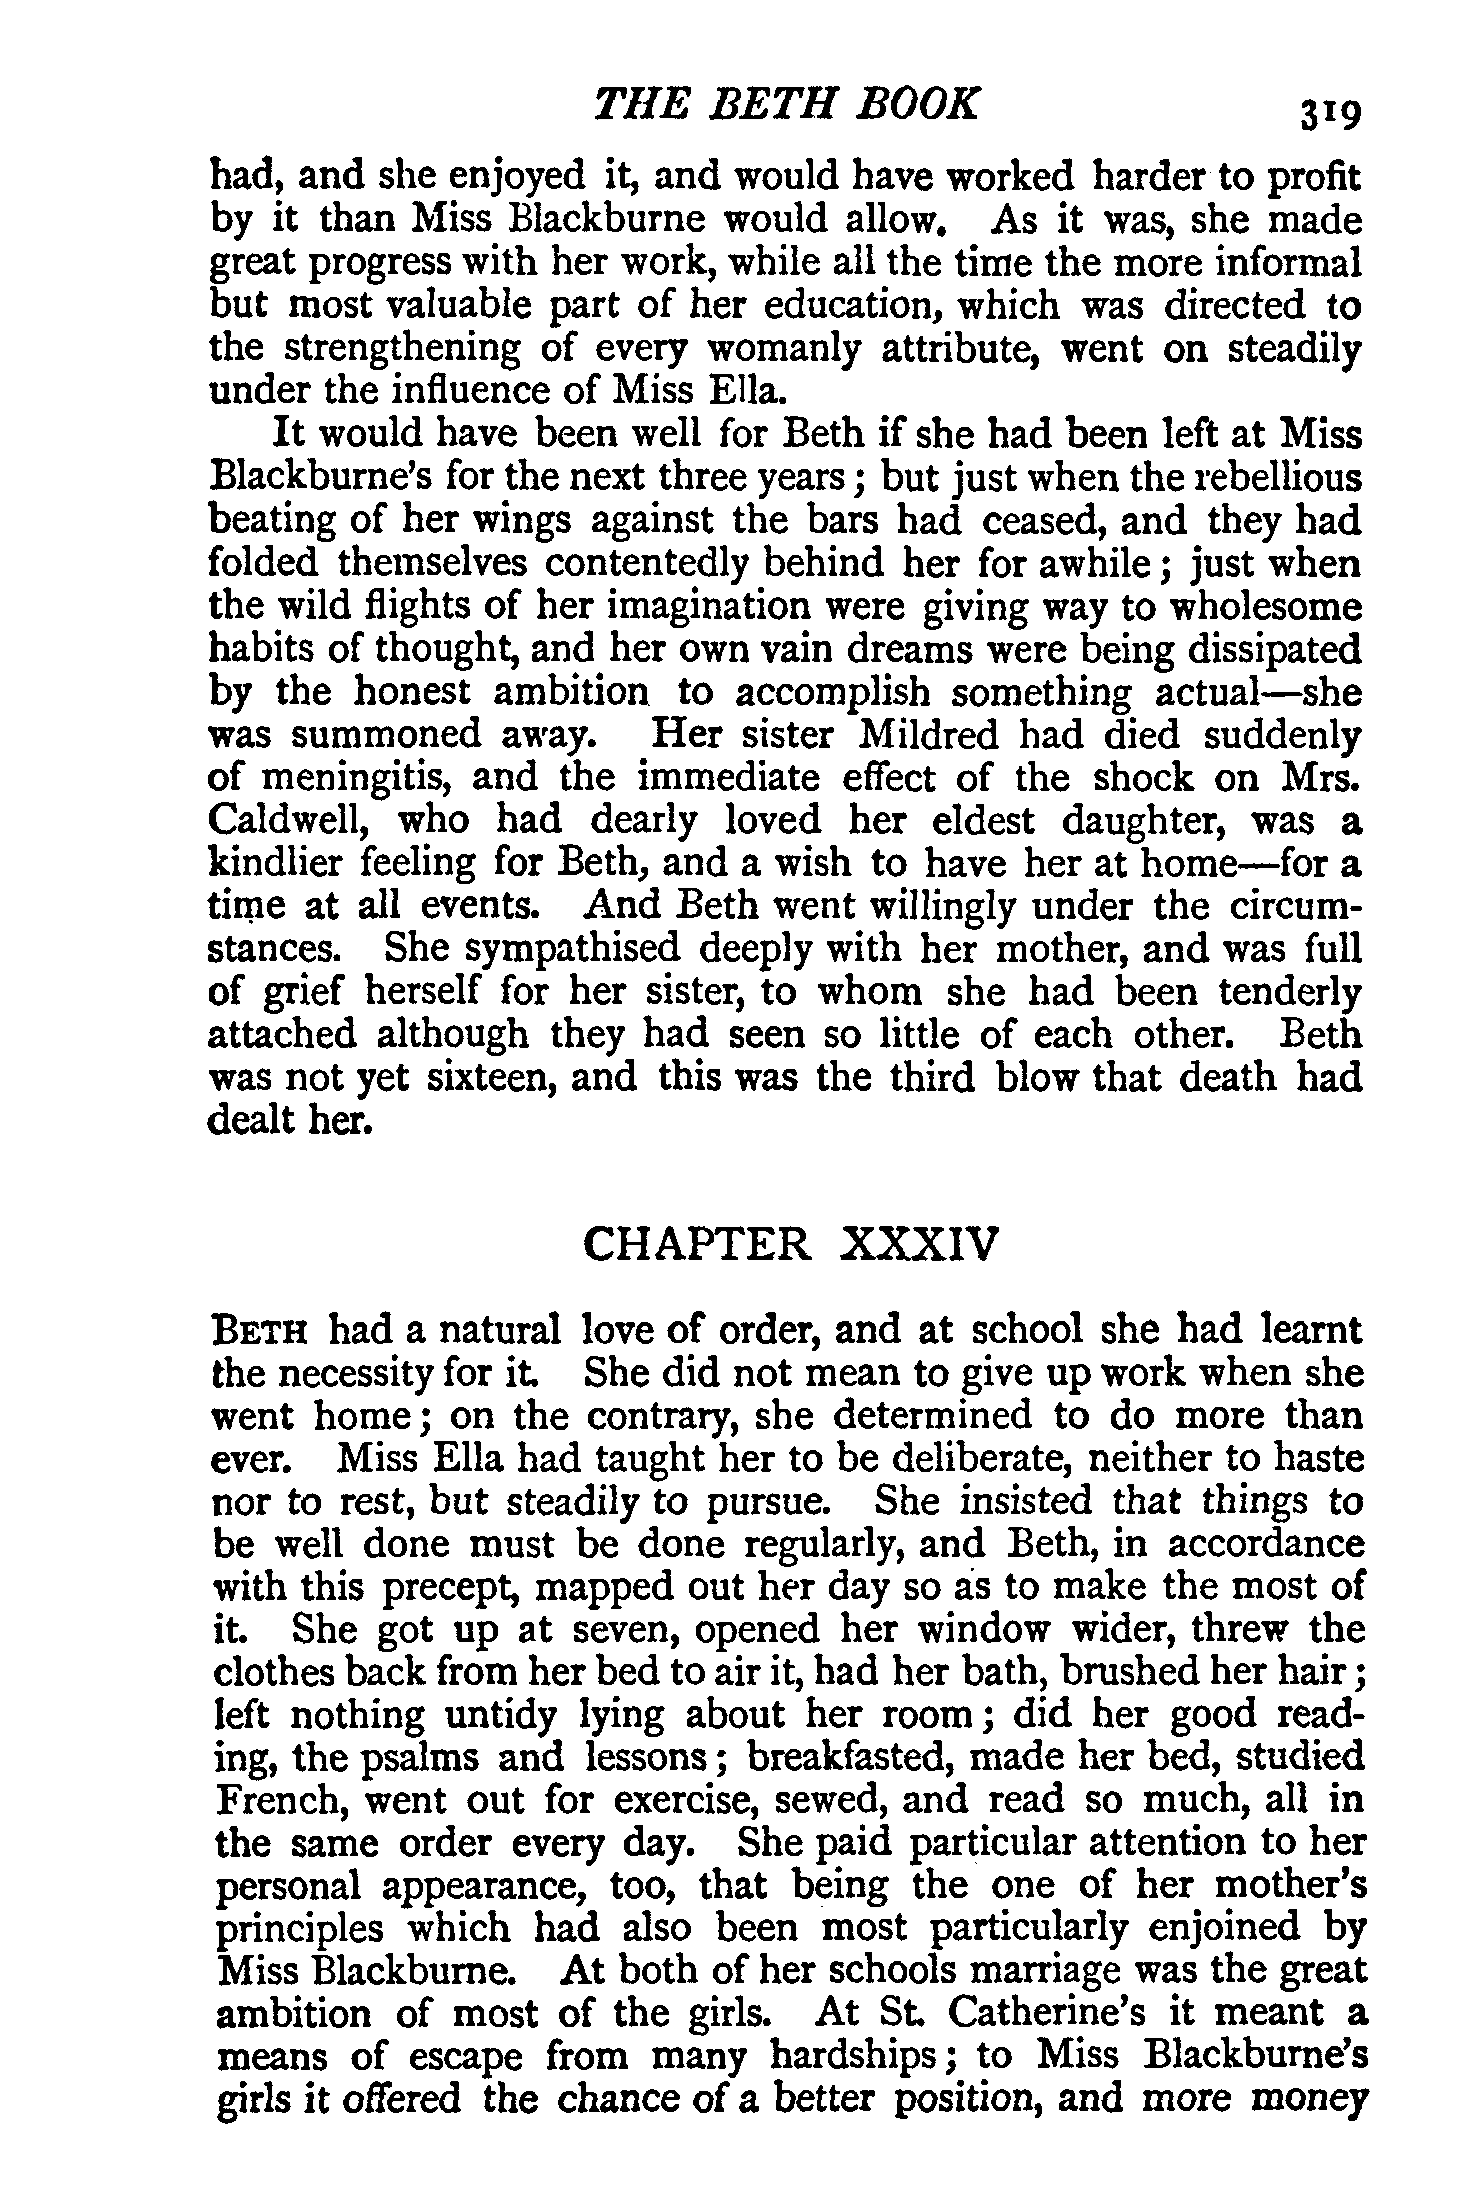 THE BETH BOOK 319
had, and she enjoyed it, and would have worked harder to profit
by it than Miss Blackburne would allow. As it was, she made
great progress with her work, while all the time the more informal
but most valuable part of her education, which was directed to
the strengthening of every womanly attribute, went on steadily
under the influence of Miss Ella.
It would have been well for Beth if she had been left at Miss
Blackburne's for the next three years; but just when the rebellious
beating of her wings against the bars had ceased, and they had
folded themselves contentedly behind her for awhile; just when
the wild flights of her imagination were giving way to wholesome
habits of thought, and her own vain dreams were being dissipated
by the honest ambition to accomplish something actual—she
was summoned away. Her sister Mildred had died suddenly
of meningitis, and the immediate effect of the shock on Mrs.
Caldwell, who had dearly loved her eldest daughter, was a
kindlier feeling for Beth, and a wish to have her at home—for a
time at all events. And Beth went willingly under the circum-
stances. She sympathised deeply with her mother, and was full
of grief herself for her sister, to whom she had been tenderly
attached although they had seen so little of each other. Beth
was not yet sixteen, and this was the third blow that death had
dealt her.
CHAPTER XXXIV
BETH had a natural love of order, and at school she had learnt
the necessity for it. She did not mean to give up work when she
went home; on the contrary, she determined to do more than
ever. Miss Ella had taught her to be deliberate, neither to haste
nor to rest, but steadily to pursue. She insisted that things to
be well done must be done regularly, and Beth, in accordance
with this precept, mapped out her day so as to make the most of
it. She got up at seven, opened her window wider, threw the
clothes back from her bed to air it, had her bath, brushed her hair;
left nothing untidy lying about her room; did her good read-
ing, the psalms and lessons; breakfasted, made her bed, studied
French, went out for exercise, sewed, and read so much, all in
the same order every day. She paid particular attention to her
personal appearance, too, that being the one of her mother's
principles which had also been most particularly enjoined by
Miss Blackburne. At both of her schools marriage was the great
ambition of most of the girls. At St. Catherine's it meant a
means of escape from many hardships; to Miss Blackburne's
girls it offered the chance of a better position, and more money